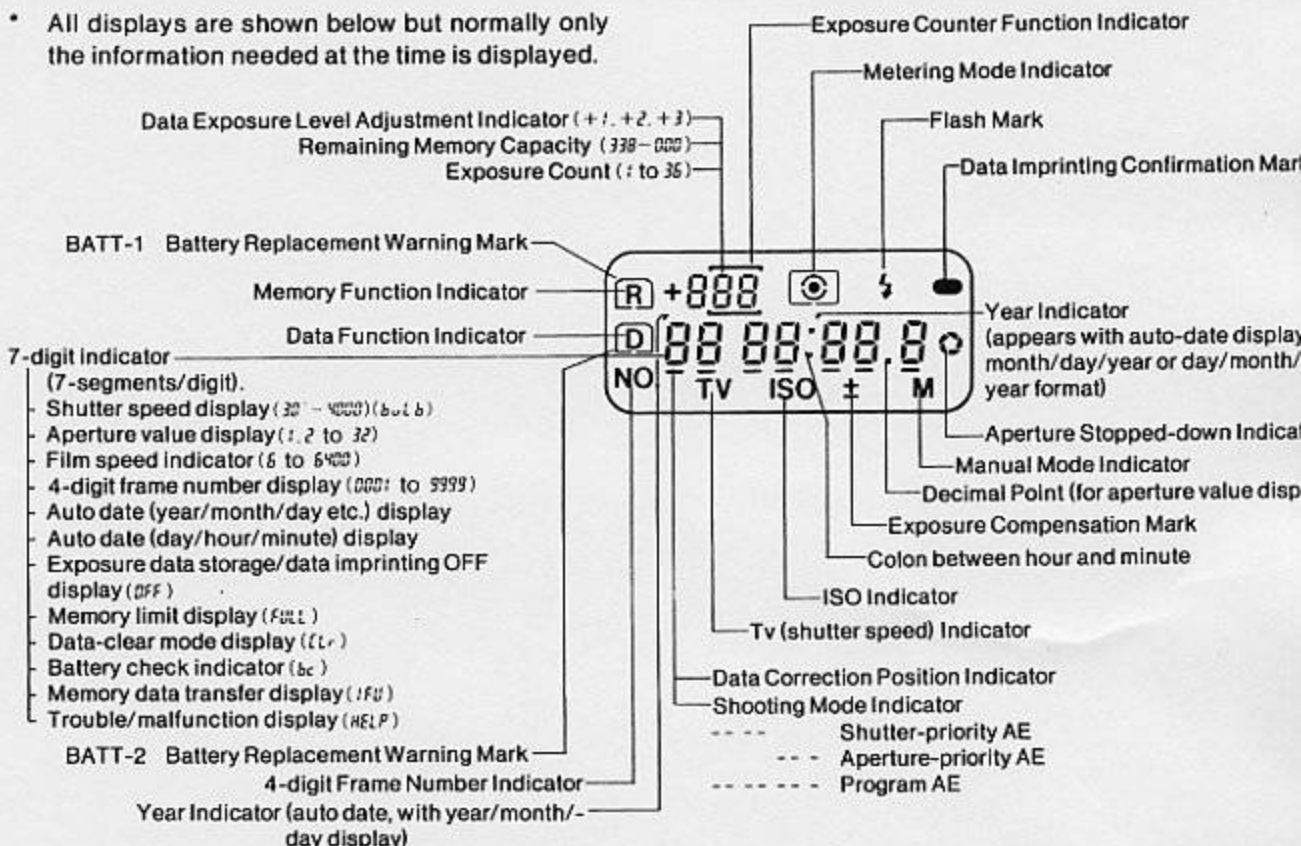 * All displays are shown below but normally only
the information needed at the time is displayed.
Exposure Counter Function Indicator
Metering Mode Indicator
Flash Mark
Data Imprinting Confirmation Mark
Data Exposure Level Adjustment Indicator (+1. +2. +3)
Remaining Memory Capacity (338-000)
Exposure Count (1 to 36)
BATT-1 Battery Replacement Warning Mark
Memory Function Indicator
Data Function Indicator
R +888
D 88 88:88.8
NO TV ISO ± M
Year Indicator
(appears with auto-date display
month/day/year or day/month/
year format)
7-digit indicator
(7-segments/digit).
- Shutter speed display (30" - 4000) (bulb)
- Aperture value display (1.2 to 32)
- Film speed indicator (6 to 6400)
- 4-digit frame number display (0001 to 9999)
- Auto date (year/month/day etc.) display
- Auto date (day/hour/minute) display
- Exposure data storage/data imprinting OFF
display (OFF)
- Memory limit display (FULL)
- Data-clear mode display (CLr)
- Battery check indicator (bc)
- Memory data transfer display (IFU)
- Trouble/malfunction display (HELP)
Aperture Stopped-down
Manual Mode Indicator
Decimal Point (for aperture value
Exposure Compensation Mark
Colon between hour and minute
ISO Indicator
Tv (shutter speed) Indicator
Data Correction Position Indicator
Shooting Mode Indicator
---- Shutter-priority AE
--- Aperture-priority AE
------- Program AE
BATT-2 Battery Replacement Warning Mark
4-digit Frame Number Indicator
Year Indicator (auto date, with year/month/-
day display)